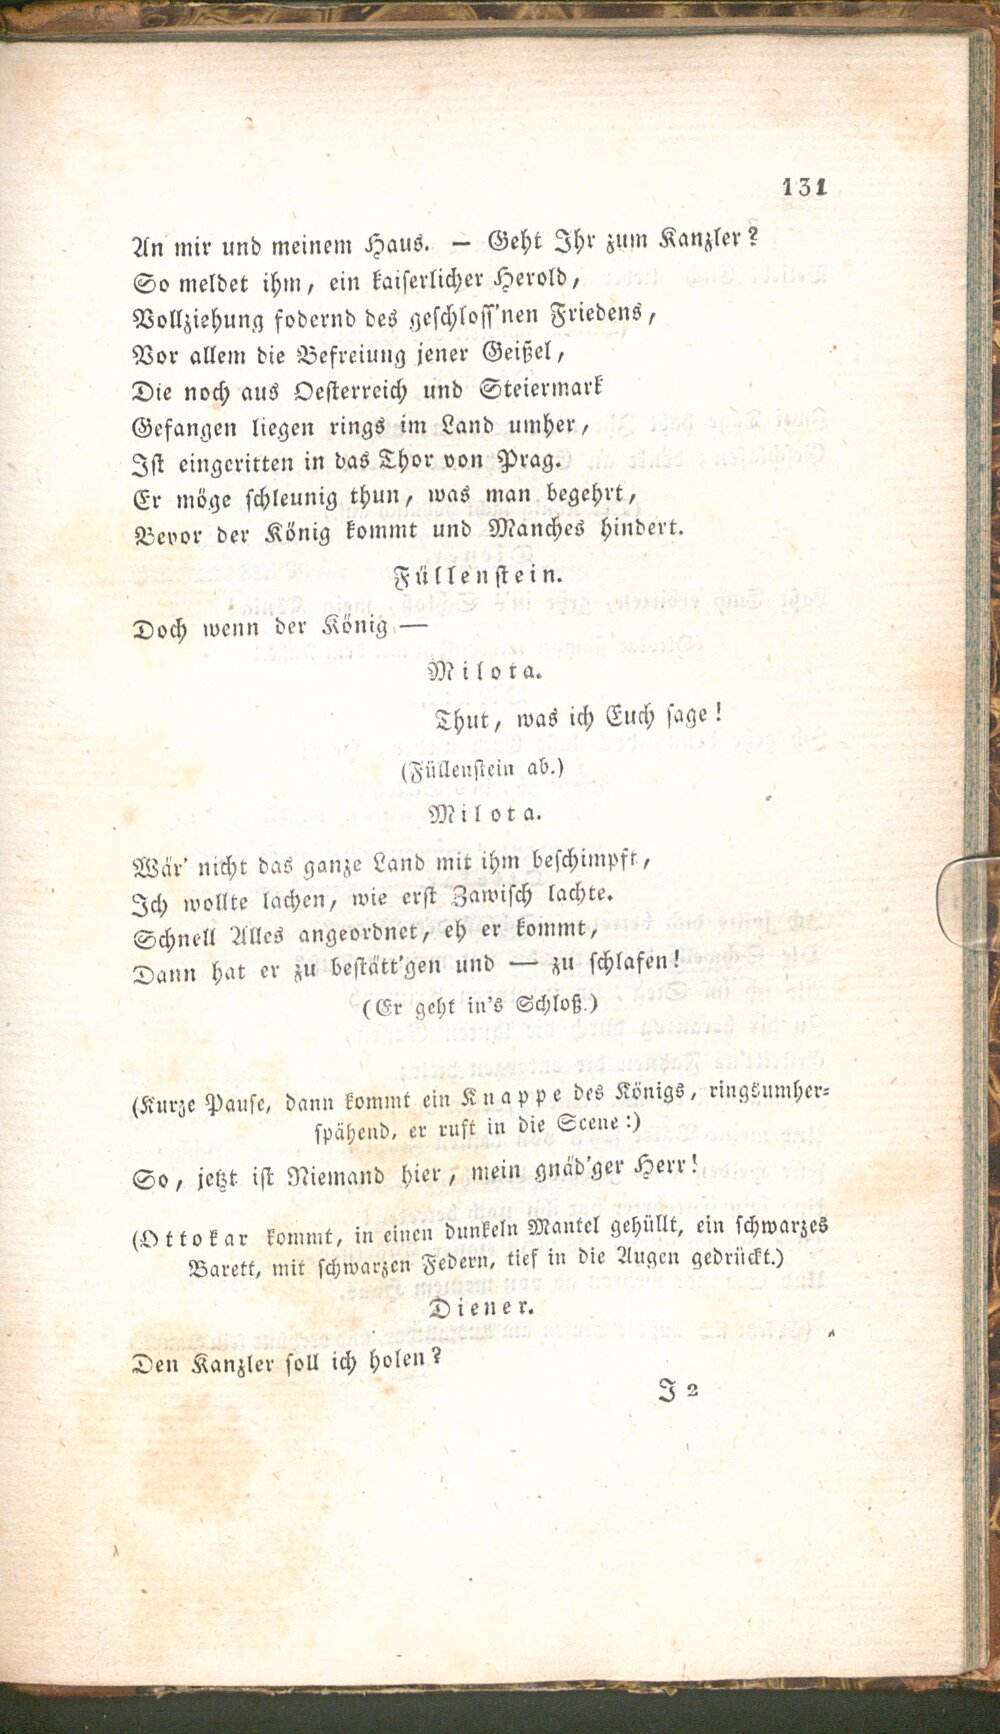 131
An mir und meinem Haus. — Geht Ihr zum Kanzler?
So meldet ihm, ein kaiserlicher Herold,
Vollziehung fodernd des geschloss'nen Friedens,
Vor allem die Befreiung jener Geißel,
Die noch aus Oesterreich und Steiermark
Gefangen liegen rings im Land umher,
Ist eingeritten in das Thor von Prag.
Er möge schleunig thun, was man begehrt,
Bevor der König kommt und Manches hindert.
Füllenstein.
Doch wenn der König —
Milota.
Thut, was ich Euch sage!
(Füllenstein ab.)
Milota.
Wär' nicht das ganze Land mit ihm beschimpft,
Ich wollte lachen, wie erst Zawisch lachte.
Schnell Alles angeordnet, eh er kommt,
Dann hat er zu bestätt'gen und — zu schlafen!
(Er geht in's Schloß.)
(Kurze Pause, dann kommt ein Knappe des Königs, ringsumher-
spähend, er ruft in die Scene:)
So, jetzt ist Niemand hier, mein gnäd'ger Herr!
(Ottokar kommt, in einen dunkeln Mantel gehüllt, ein schwarzes
Barett, mit schwarzen Federn, tief in die Augen gedrückt.)
Diener.
Den Kanzler soll ich holen?
J 2